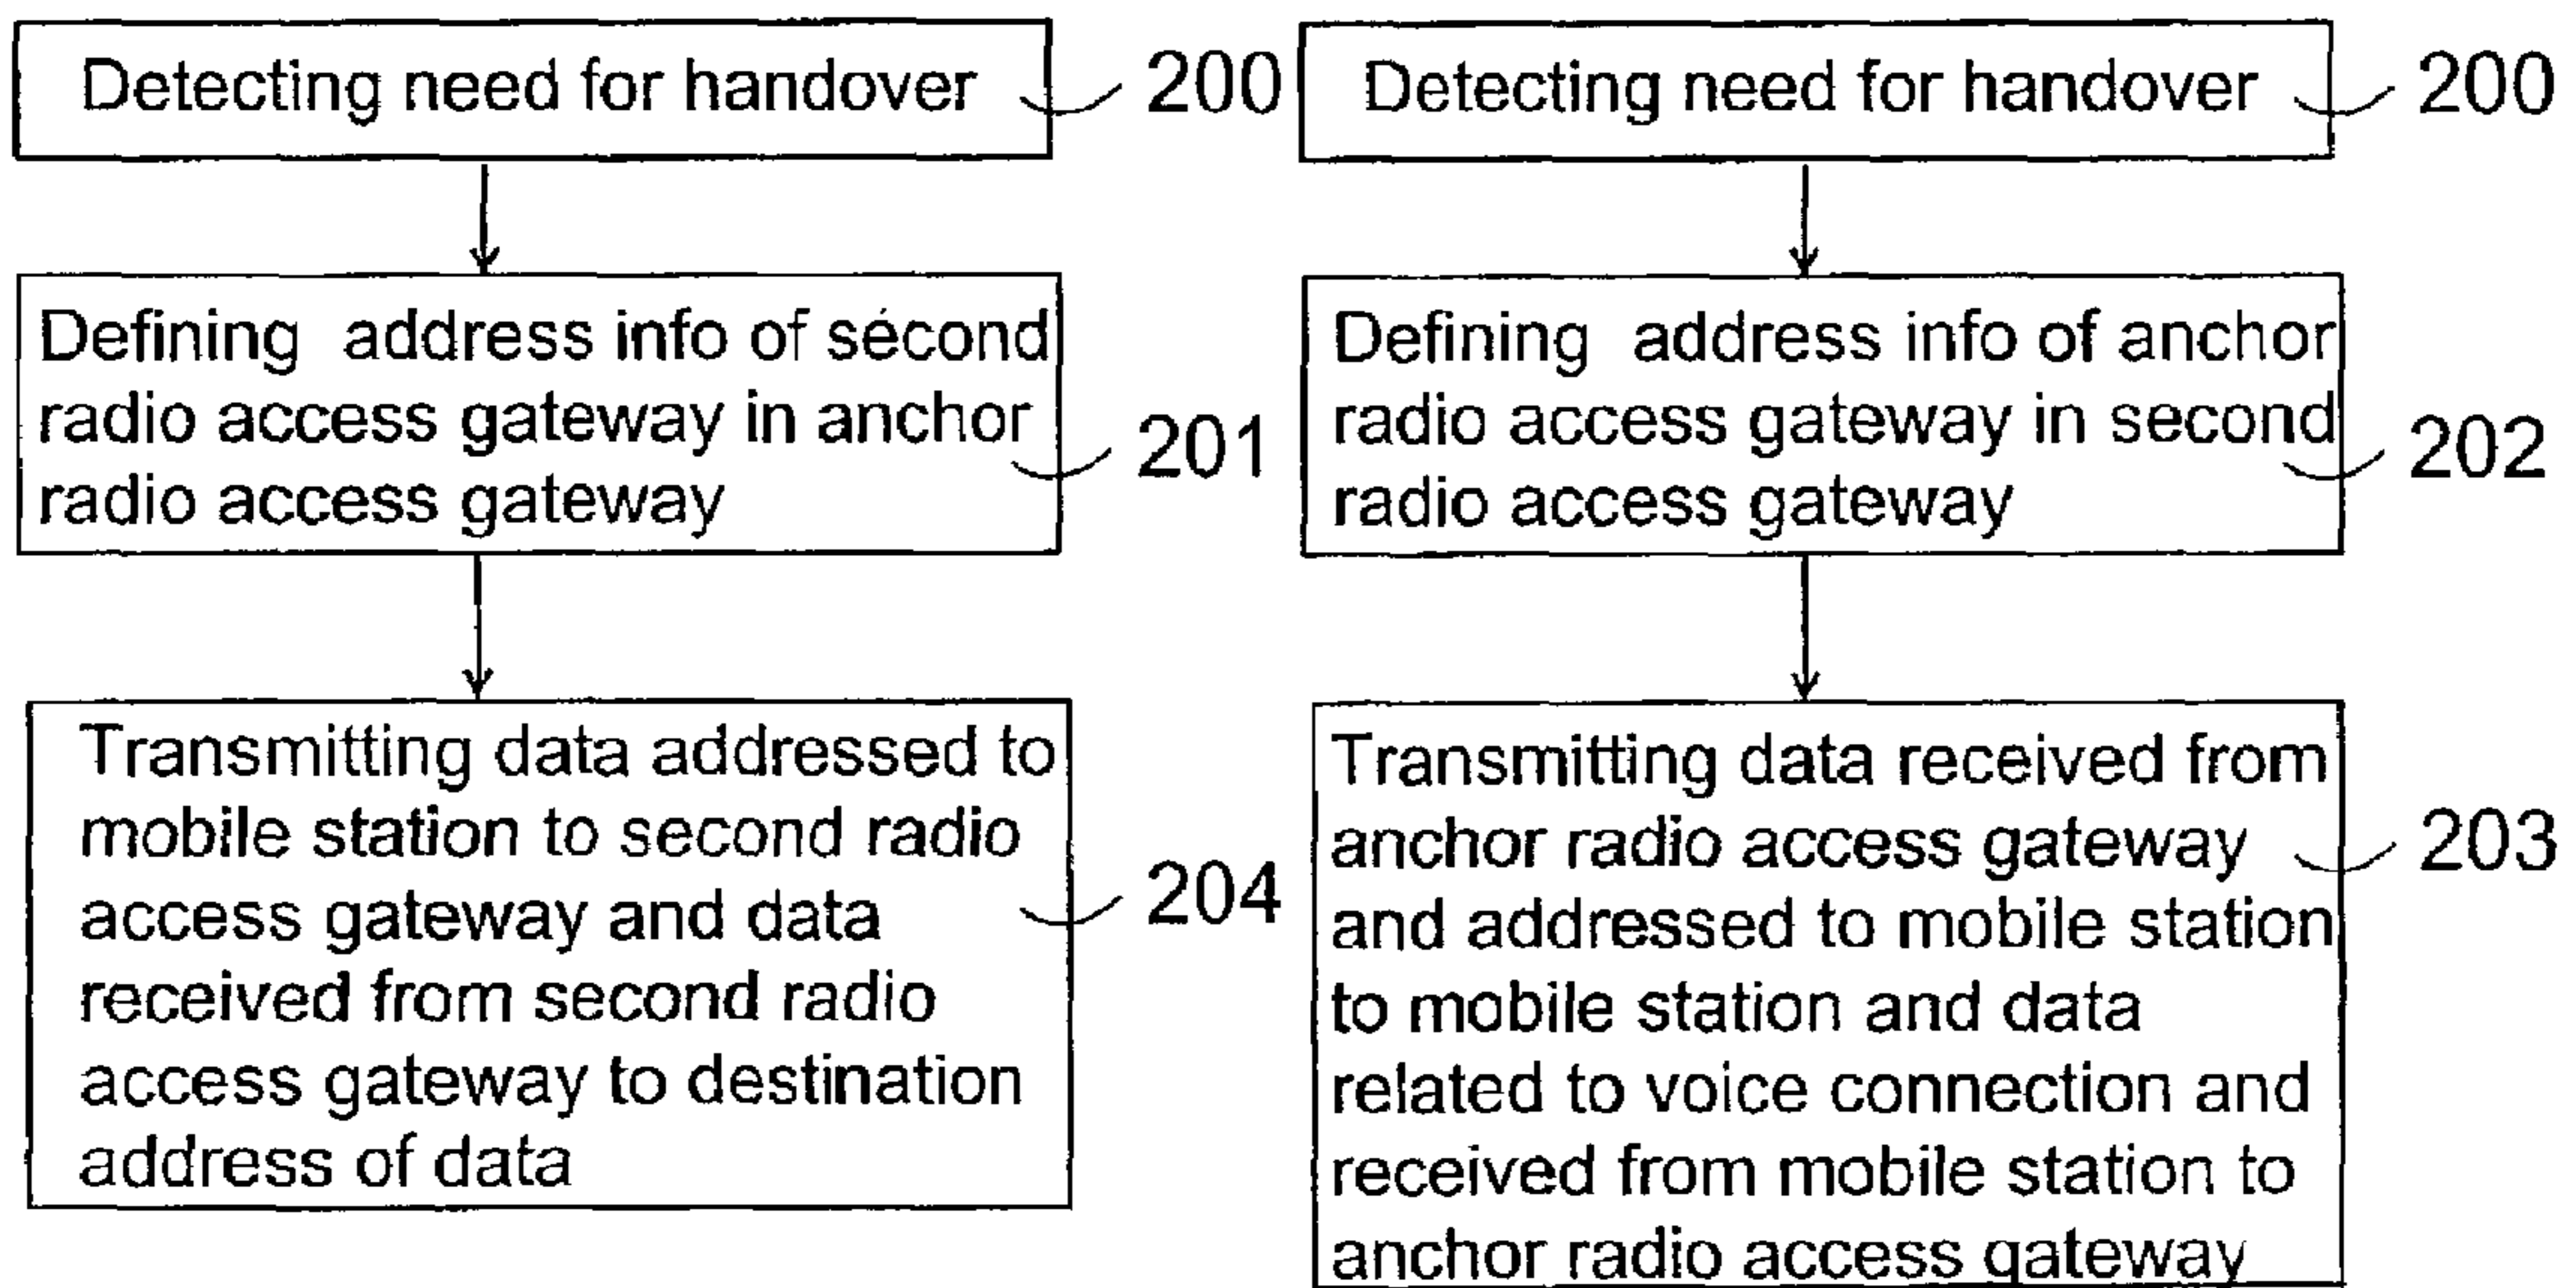 Detecting need for handover
200
Defining address info of second
radio access gateway in anchor
radio access gateway
201
Transmitting data addressed to
mobile station to second radio
access gateway and data
received from second radio
access gateway to destination
address of data
204
Detecting need for handover
200
Defining address info of anchor
radio access gateway in second
radio access gateway
202
Transmitting data received from
anchor radio access gateway
and addressed to mobile station
to mobile station and data
related to voice connection and
received from mobile station to
anchor radio access gateway
203